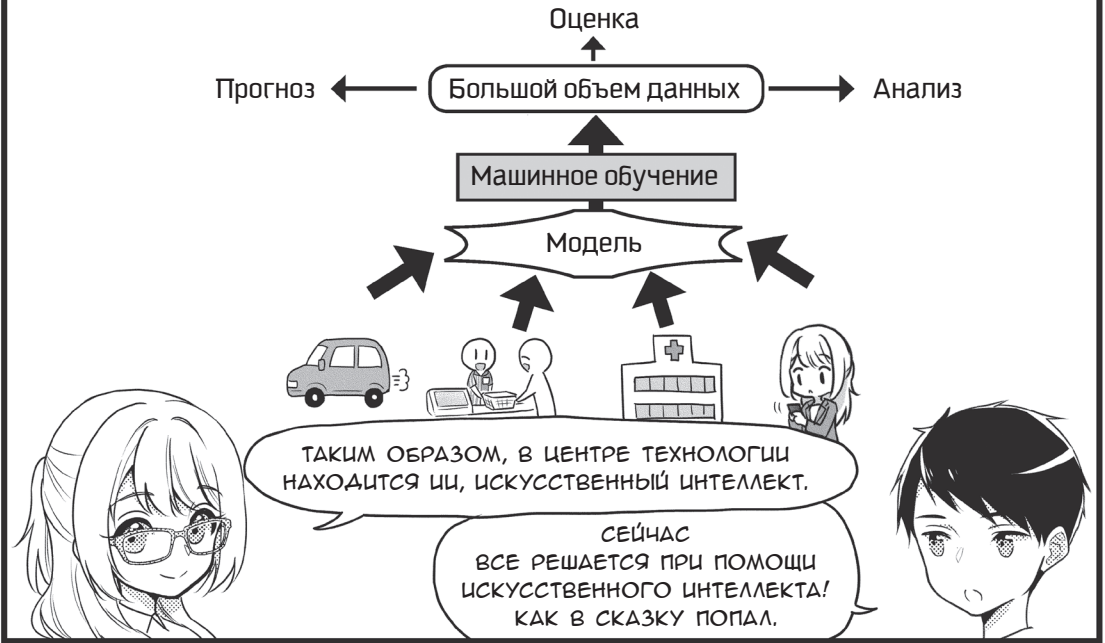 Оценка
Прогноз
Большой объем данных
Анализ
Машинное обучение
Модель
ТАКИМ ОБРАЗОМ, В ЦЕНТРЕ ТЕХНОЛОГИИ
НАХОДИТСЯ ИИ, ИСКУССТВЕННЫЙ ИНТЕЛЛЕКТ.
СЕЙЧАС
ВСЕ РЕШАЕТСЯ ПРИ ПОМОЩИ
ИСКУССТВЕННОГО ИНТЕЛЛЕКТА!
КАК В СКАЗКУ ПОПАЛ.